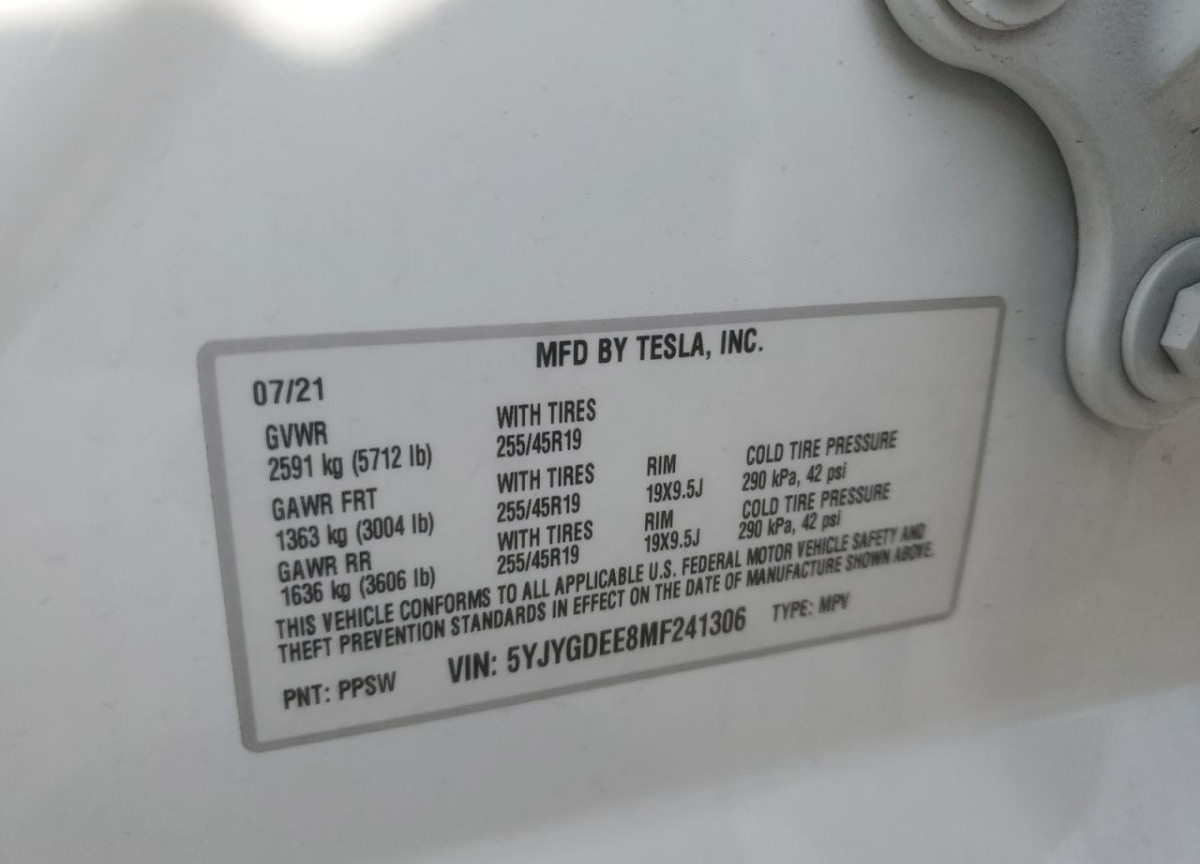 MFD BY TESLA, INC.
07/21
GVWR WITH TIRES
2591 kg (5712 lb) 255/45R19
GAWR FRT WITH TIRES RIM COLD TIRE PRESSURE
1363 kg (3004 lb) 255/45R19 19X9.5J 290 kPa, 42 psi
GAWR RR WITH TIRES RIM COLD TIRE PRESSURE
1636 kg (3606 lb) 255/45R19 19X9.5J 290 kPa, 42 psi
THIS VEHICLE CONFORMS TO ALL APPLICABLE U.S. FEDERAL MOTOR VEHICLE SAFETY AND
THEFT PREVENTION STANDARDS IN EFFECT ON THE DATE OF MANUFACTURE SHOWN ABOVE.
PNT: PPSW VIN: 5YJYGDEE8MF241306 TYPE: MPV